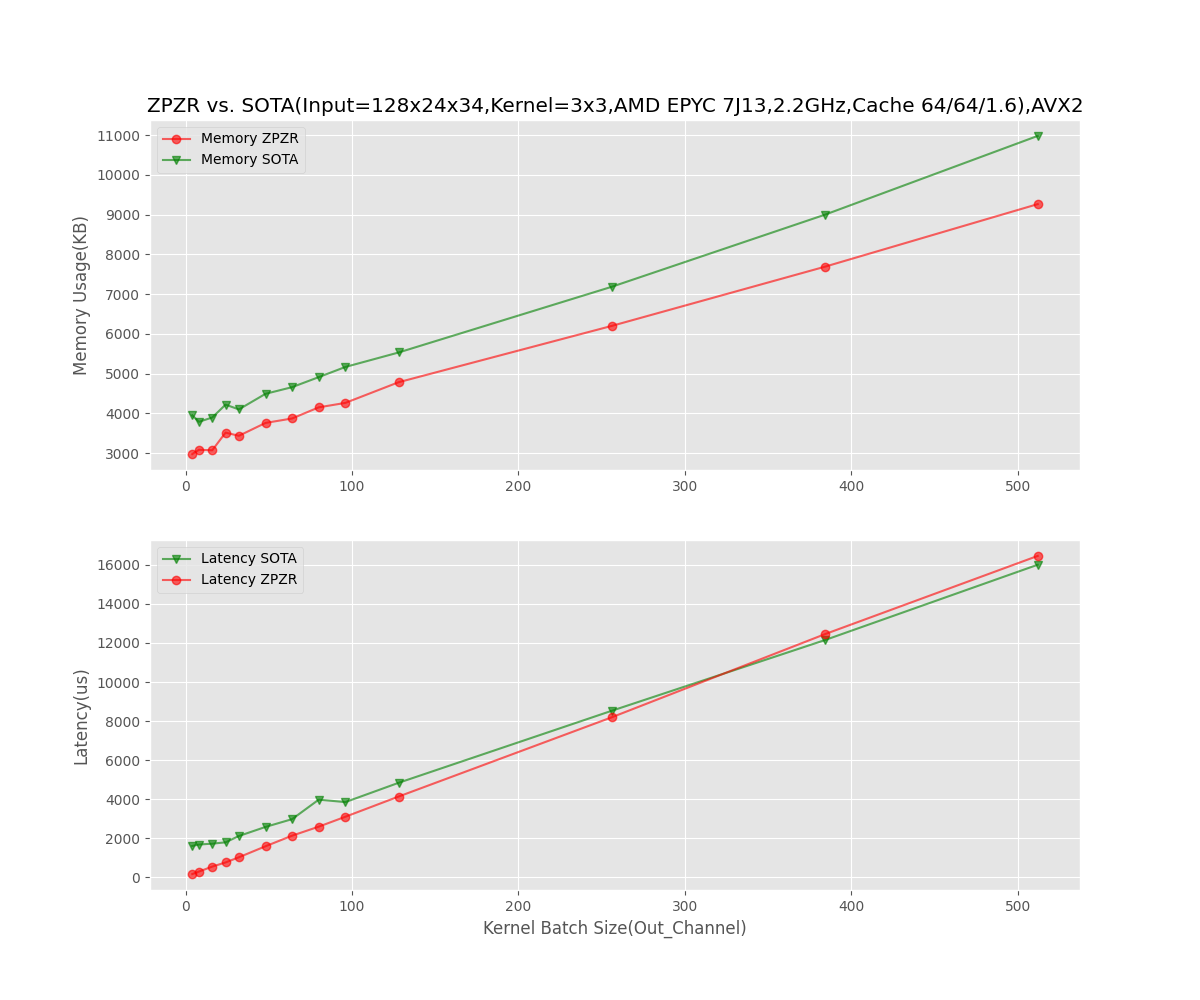 ZPZR vs. SOTA(Input=128x24x34,Kernel=3x3,AMD EPYC 7J13,2.2GHz,Cache 64/64/1.6),AVX2
Memory ZPZR
Memory SOTA
Memory Usage(KB)
11000
10000
9000
8000
7000
6000
5000
4000
3000
0 100 200 300 400 500
Latency SOTA
Latency ZPZR
Latency(us)
16000
14000
12000
10000
8000
6000
4000
2000
0
0 100 200 300 400 500
Kernel Batch Size(Out_Channel)